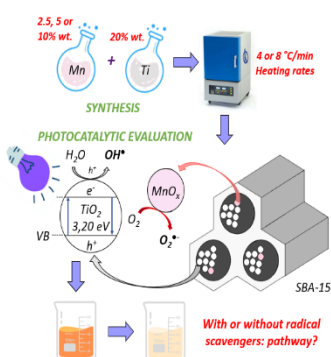 2.5, 5 or
10% wt.
20% wt.
Mn
+
Ti
4 or 8 °C/min
Heating rates
SYNTHESIS
PHOTOCATALYTIC EVALUATION
H₂O OH•
h⁺
e⁻
TiO₂
3,20 eV
VB
h⁺
MnOₓ
O₂
O₂•⁻
SBA-15
With or without radical
scavengers: pathway?